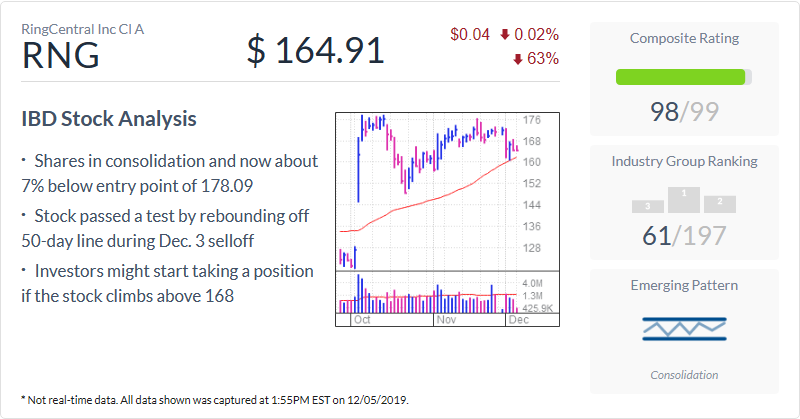 RingCentral Inc Cl A
RNG
$ 164.91
$0.04 0.02%
63%
IBD Stock Analysis
· Shares in consolidation and now about
7% below entry point of 178.09
· Stock passed a test by rebounding off
50-day line during Dec. 3 selloff
· Investors might start taking a position
if the stock climbs above 168
176
168
160
152
144
136
128
4.0M
1.3M
425.9K
Oct Nov Dec
Composite Rating
98/99
Industry Group Ranking
3 1 2
61/197
Emerging Pattern
Consolidation
* Not real-time data. All data shown was captured at 1:55PM EST on 12/05/2019.